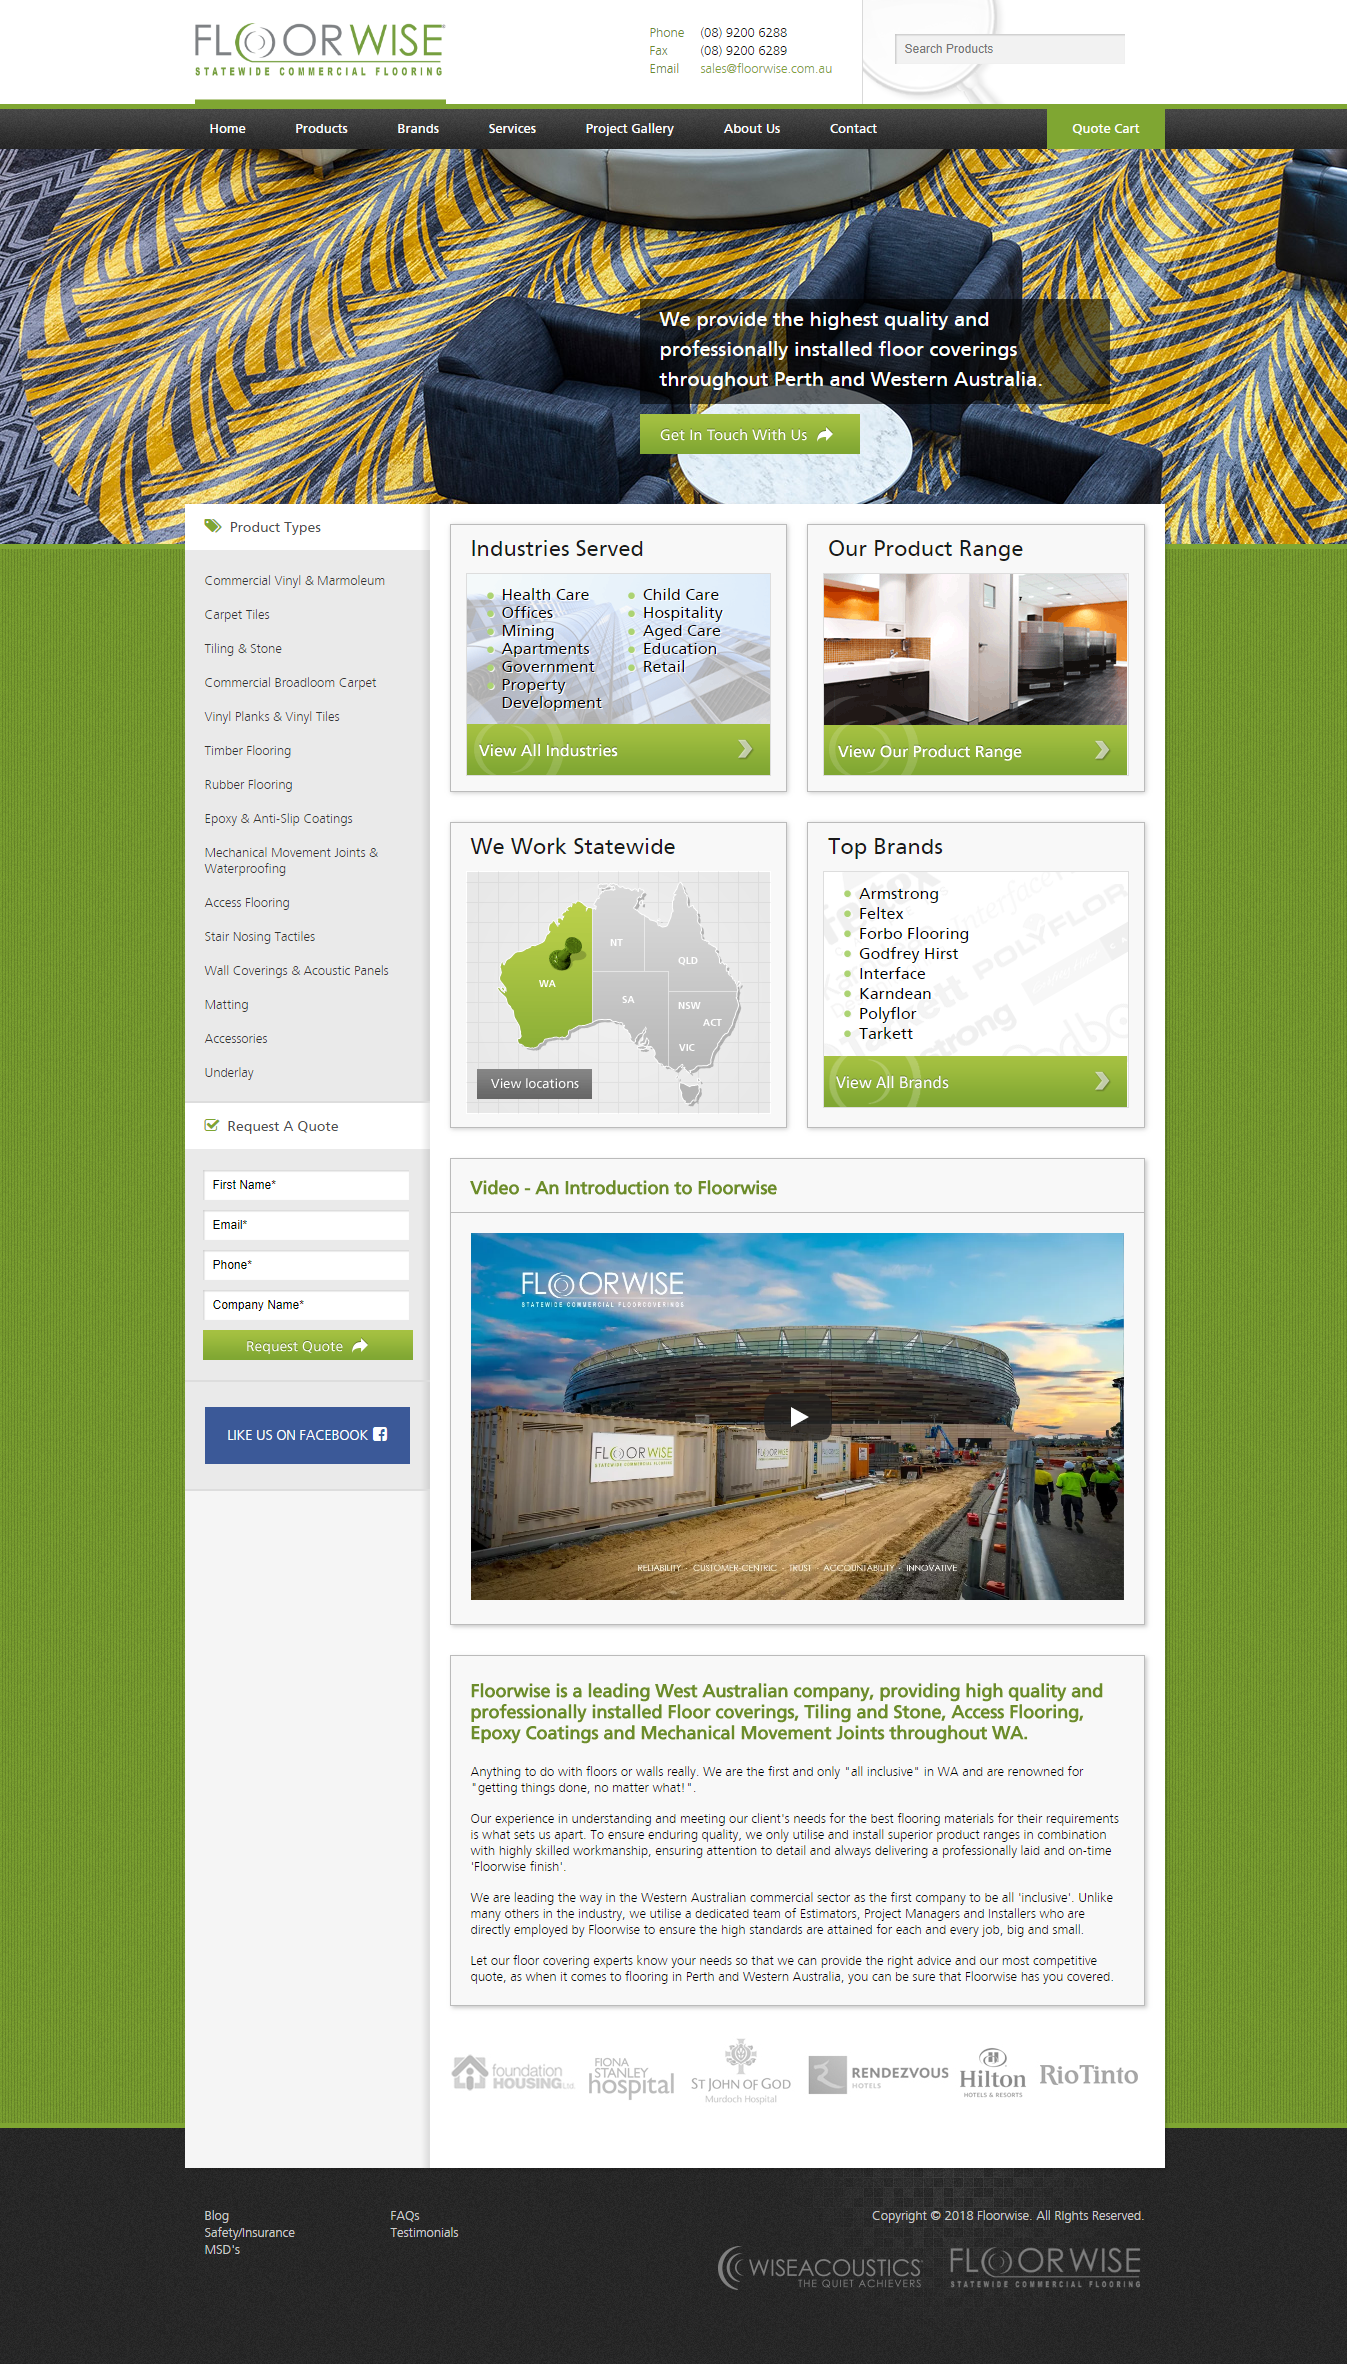 FLOORWISE
STATEWIDE COMMERCIAL FLOORING
Phone (08) 9200 6288
Fax (08) 9200 6289
Email sales@floorwise.com.au
Search Products
Home Products Brands Services Project Gallery About Us Contact Quote Cart
We provide the highest quality and
professionally installed floor coverings
throughout Perth and Western Australia.
Get In Touch With Us
Product Types
Commercial Vinyl & Marmoleum
Carpet Tiles
Tiling & Stone
Commercial Broadloom Carpet
Vinyl Planks & Vinyl Tiles
Timber Flooring
Rubber Flooring
Epoxy & Anti-Slip Coatings
Mechanical Movement Joints &
Waterproofing
Access Flooring
Stair Nosing Tactiles
Wall Coverings & Acoustic Panels
Matting
Accessories
Underlay
Request A Quote
First Name*
Email*
Phone*
Company Name*
Request Quote
LIKE US ON FACEBOOK
Industries Served
Health Care
Offices
Mining
Apartments
Government
Property
Development
Child Care
Hospitality
Aged Care
Education
Retail
View All Industries
Our Product Range
View Our Product Range
We Work Statewide
WA
NT
QLD
SA
NSW
ACT
VIC
View locations
Top Brands
Armstrong
Feltex
Forbo Flooring
Godfrey Hirst
Interface
Karndean
Polyflor
Tarkett
View All Brands
Video - An Introduction to Floorwise
FLOORWISE
STATEWIDE COMMERCIAL FLOORCOVERINGS
FLOORWISE
STATEWIDE COMMERCIAL FLOORING
FLOORWISE
RELIABILITY - CUSTOMER-CENTRIC - TRUST - ACCOUNTABILITY - INNOVATIVE
Floorwise is a leading West Australian company, providing high quality and
professionally installed Floor coverings, Tiling and Stone, Access Flooring,
Epoxy Coatings and Mechanical Movement Joints throughout WA.
Anything to do with floors or walls really. We are the first and only "all inclusive" in WA and are renowned for
"getting things done, no matter what!".
Our experience in understanding and meeting our client's needs for the best flooring materials for their requirements
is what sets us apart. To ensure enduring quality, we only utilise and install superior product ranges in combination
with highly skilled workmanship, ensuring attention to detail and always delivering a professionally laid and on-time
'Floorwise finish'.
We are leading the way in the Western Australian commercial sector as the first company to be all 'inclusive'. Unlike
many others in the industry, we utilise a dedicated team of Estimators, Project Managers and Installers who are
directly employed by Floorwise to ensure the high standards are attained for each and every job, big and small.
Let our floor covering experts know your needs so that we can provide the right advice and our most competitive
quote, as when it comes to flooring in Perth and Western Australia, you can be sure that Floorwise has you covered.
foundation
HOUSING Ltd.
FIONA
STANLEY
hospital
ST JOHN OF GOD
Murdoch Hospital
RENDEZVOUS
HOTELS
Hilton
HOTELS & RESORTS
RioTinto
Blog
Safety/Insurance
MSD's
FAQs
Testimonials
Copyright © 2018 Floorwise. All Rights Reserved.
WISEACOUSTICS
THE QUIET ACHIEVERS
FLOORWISE
STATEWIDE COMMERCIAL FLOORING